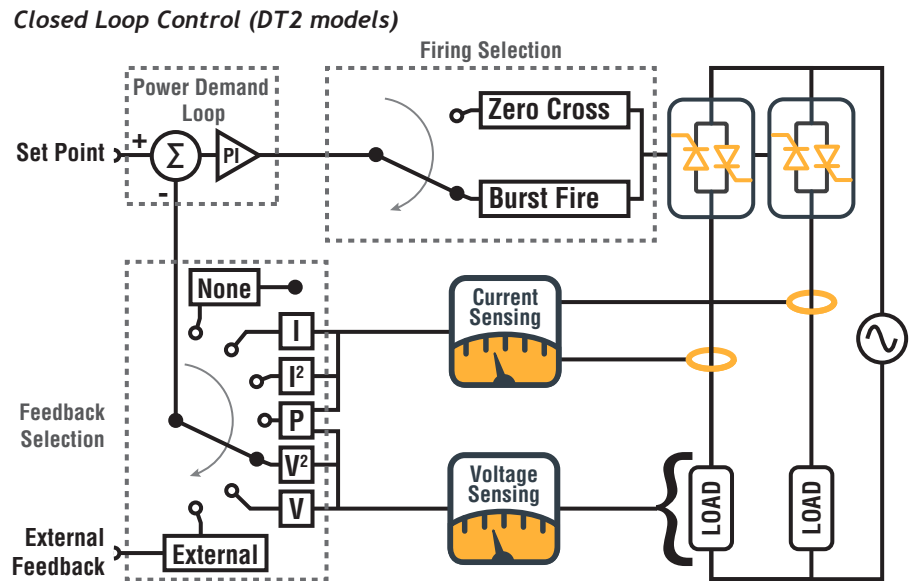 Closed Loop Control (DT2 models)
Firing Selection
Power Demand
Loop
Zero Cross
+
Set Point
Σ
PI
-
Burst Fire
None
Current
Sensing
I
I²
P
Feedback
Selection
V²
V
Voltage
Sensing
LOAD
LOAD
External
Feedback
External